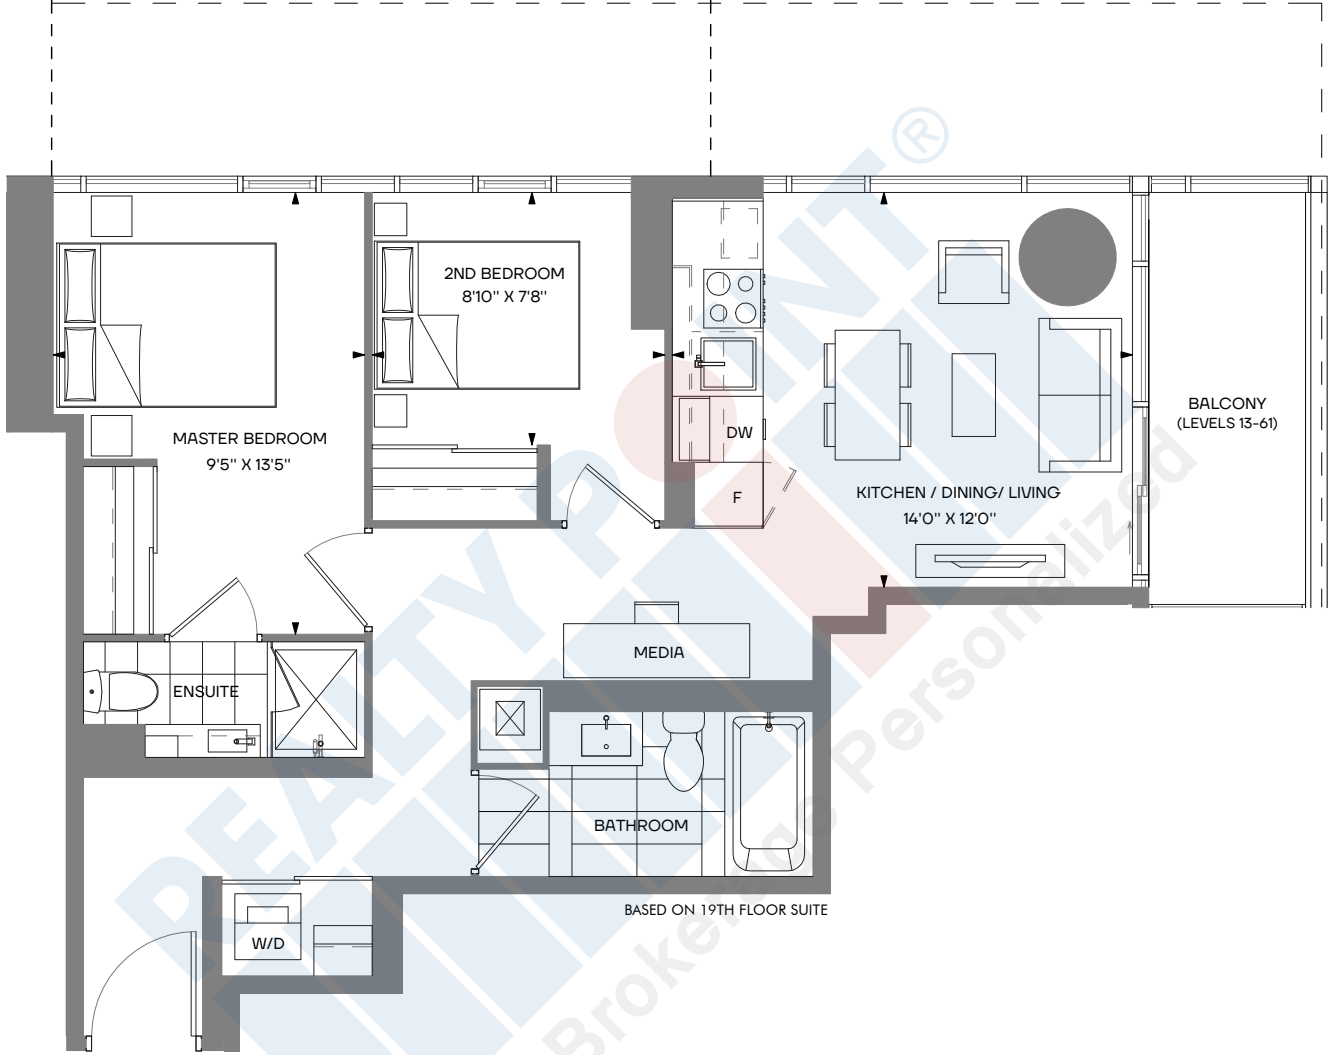 2ND BEDROOM
8'10" X 7'8"
MASTER BEDROOM
9'5" X 13'5"
DW
F
KITCHEN / DINING/ LIVING
14'0" X 12'0"
BALCONY
(LEVELS 13-61)
MEDIA
ENSUITE
BATHROOM
BASED ON 19TH FLOOR SUITE
W/D
REALTY POINT®
Brokerage Personalized